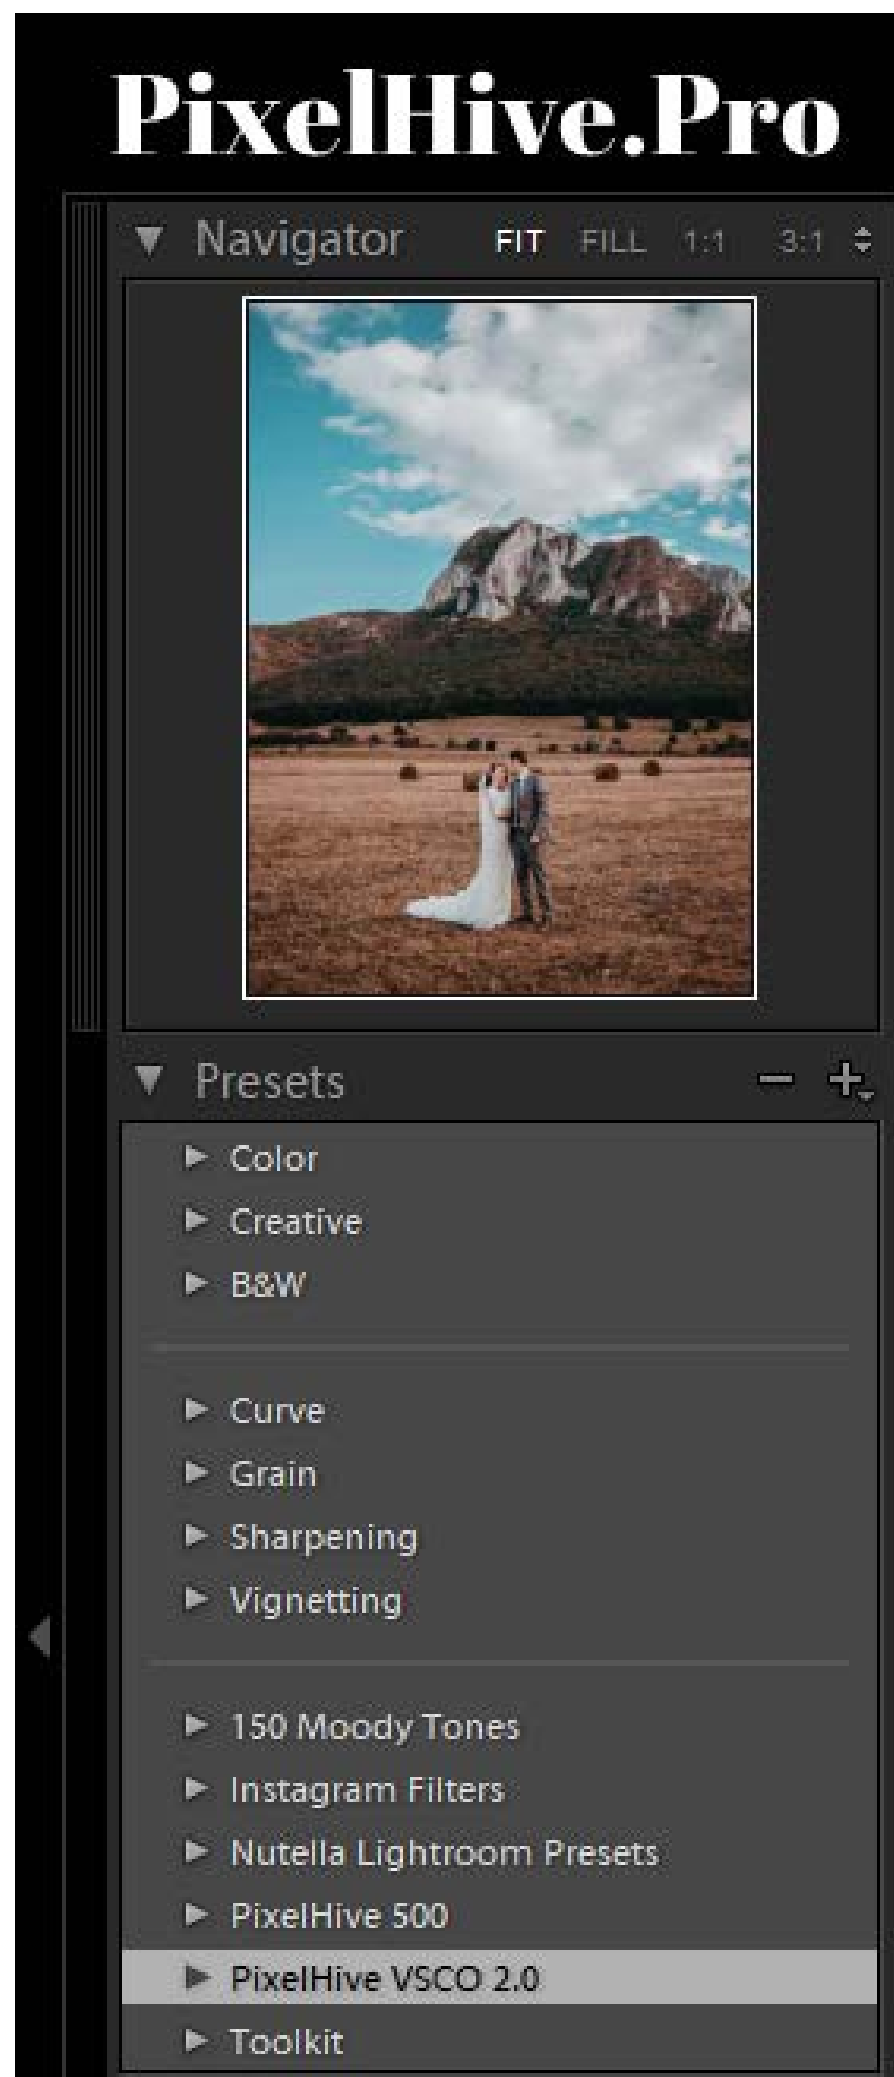 PixelHive.Pro
Navigator FIT FILL 1:1 3:1
Presets
Color
Creative
B&W
Curve
Grain
Sharpening
Vignetting
150 Moody Tones
Instagram Filters
Nutella Lightroom Presets
PixelHive 500
PixelHive VSCO 2.0
Toolkit